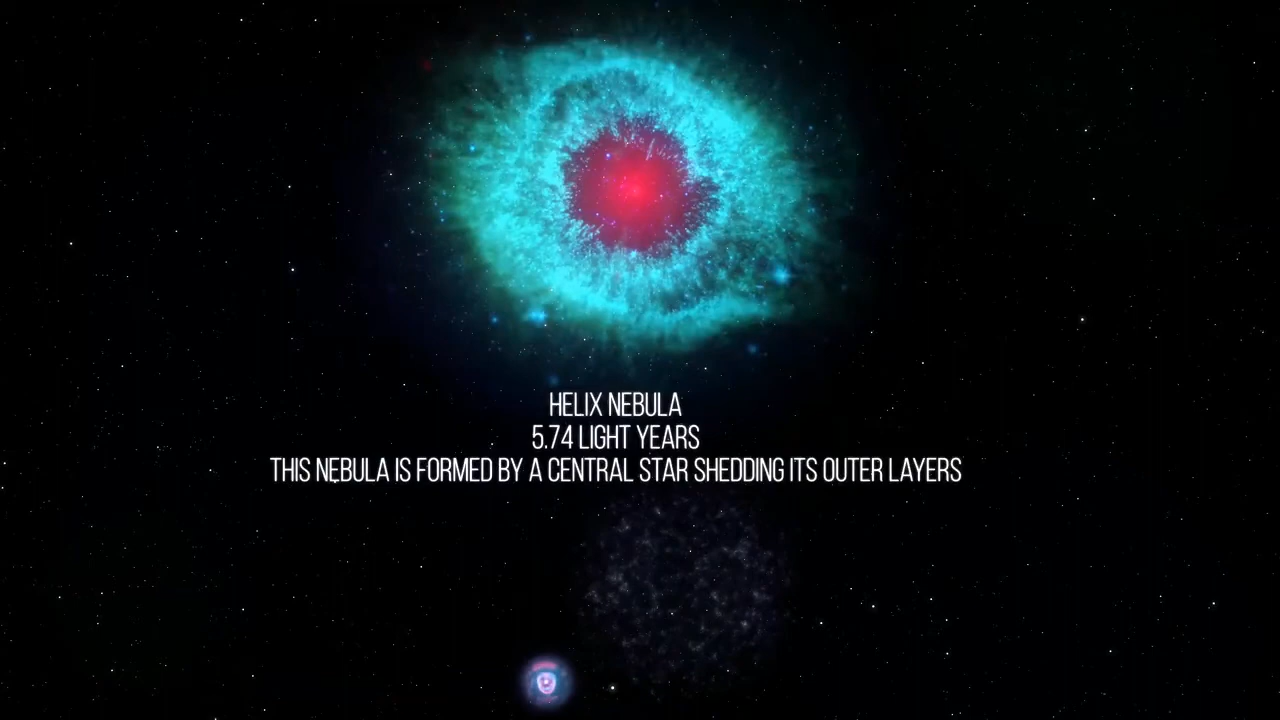 HELIX NEBULA
5.74 LIGHT YEARS
THIS NEBULA IS FORMED BY A CENTRAL STAR SHEDDING ITS OUTER LAYERS